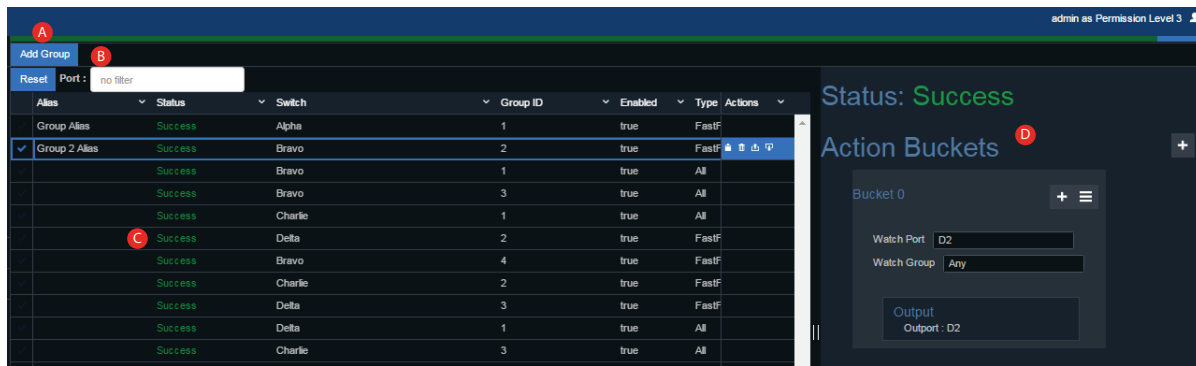 admin as Permission Level 3
A
Add Group
B
Reset Port : no filter
Alias Status Switch Group ID Enabled Type Actions
Group Alias Success Alpha 1 true FastF
Group 2 Alias Success Bravo 2 true FastF
Success Bravo 1 true All
Success Bravo 3 true All
Success Charlie 1 true All
C Success Delta 2 true FastF
Success Bravo 4 true FastF
Success Charlie 2 true FastF
Success Delta 3 true FastF
Success Delta 1 true All
Success Charlie 3 true All
Status: Success
Action Buckets D
Bucket 0
Watch Port D2
Watch Group Any
Output
Outport : D2